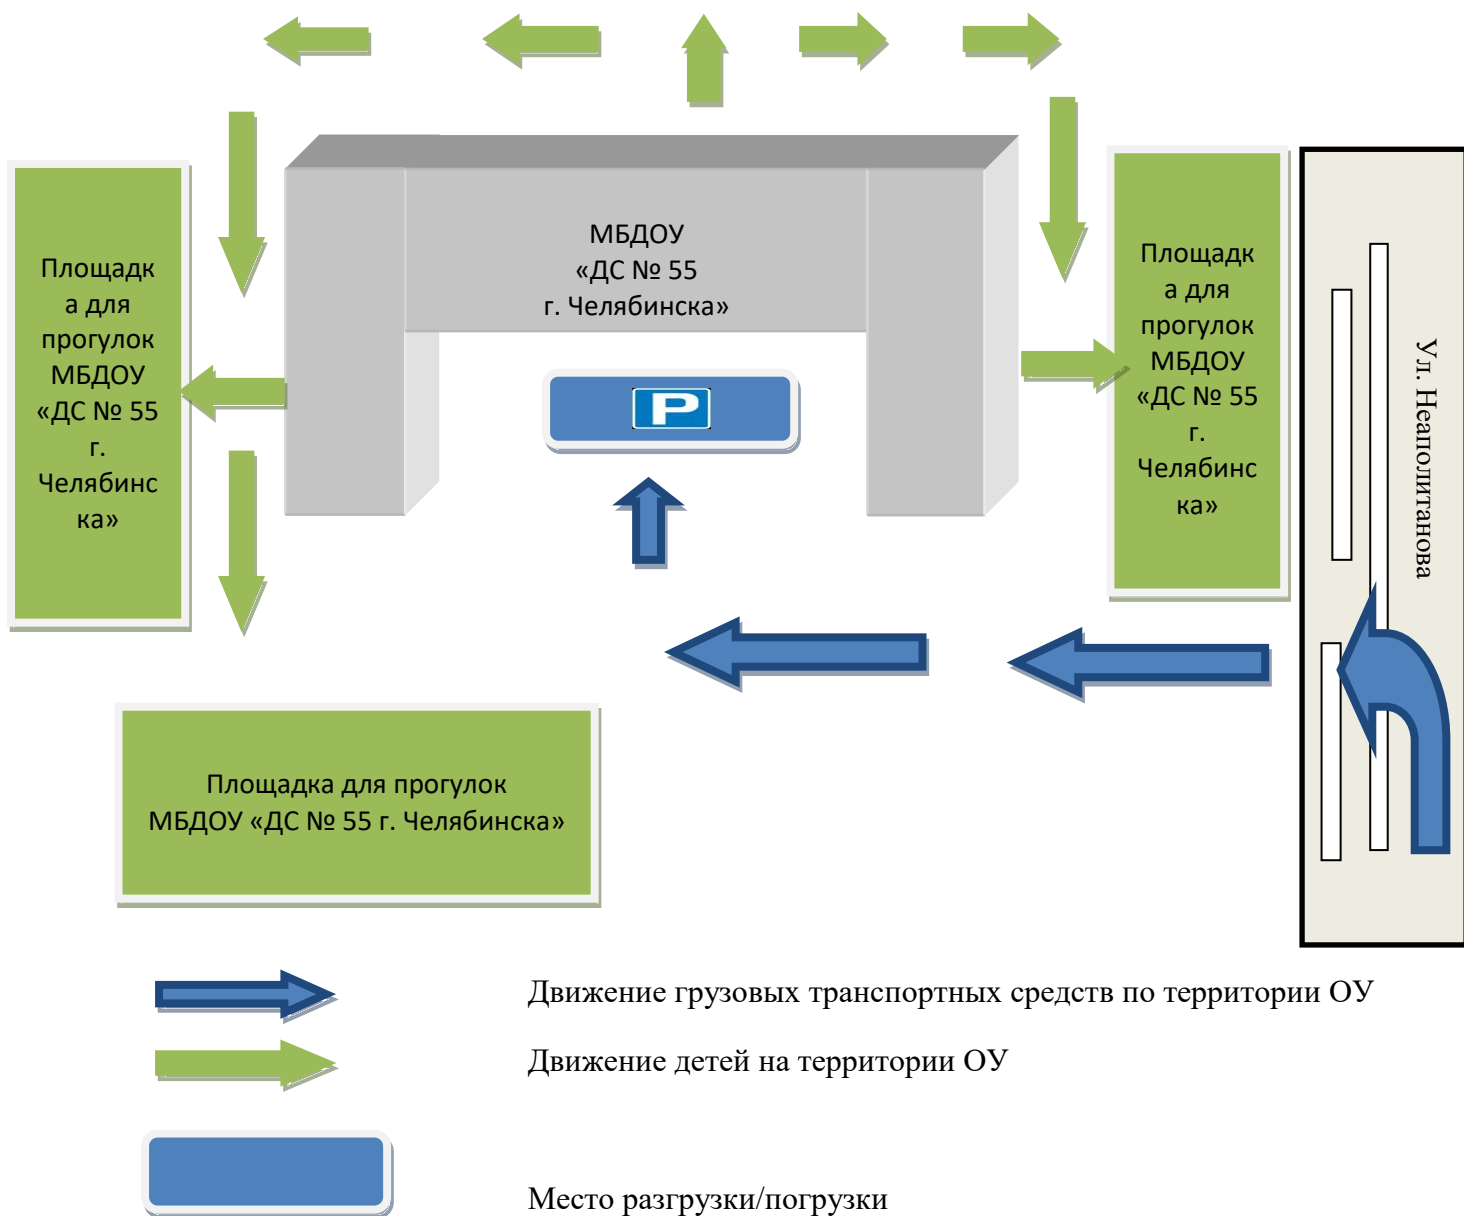 МБДОУ
«ДС № 55
г. Челябинска»
Площадк
а для
прогулок
МБДОУ
«ДС № 55
г.
Челябинс
ка»
P
Площадк
а для
прогулок
МБДОУ
«ДС № 55
г.
Челябинс
ка»
Ул. Неаполитанова
Площадка для прогулок
МБДОУ «ДС № 55 г. Челябинска»
Движение грузовых транспортных средств по территории ОУ
Движение детей на территории ОУ
Место разгрузки/погрузки